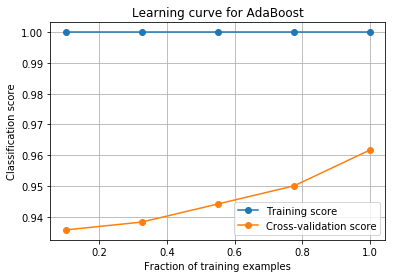 Learning curve for AdaBoost
Classification score
1.00
0.99
0.98
0.97
0.96
0.95
0.94
Training score
Cross-validation score
0.2
0.4
0.6
0.8
1.0
Fraction of training examples